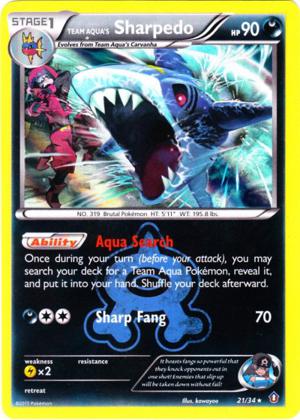 STAGE1
TEAM AQUA'S Sharpedo HP90
Evolves from Team Aqua's Carvanha
NO. 319 Brutal Pokémon HT: 5'11" WT: 195.8 lbs.
Ability Aqua Search
Once during your turn (before your attack), you may
search your deck for a Team Aqua Pokémon, reveal it,
and put it into your hand. Shuffle your deck afterward.
Sharp Fang 70
weakness
×2
resistance
retreat
It boasts fangs so powerful that
they knock opponents out in
one shot! Enemies that slip up
will be taken down without fail!
©2015 Pokémon
Illus. kawayoo
21/34